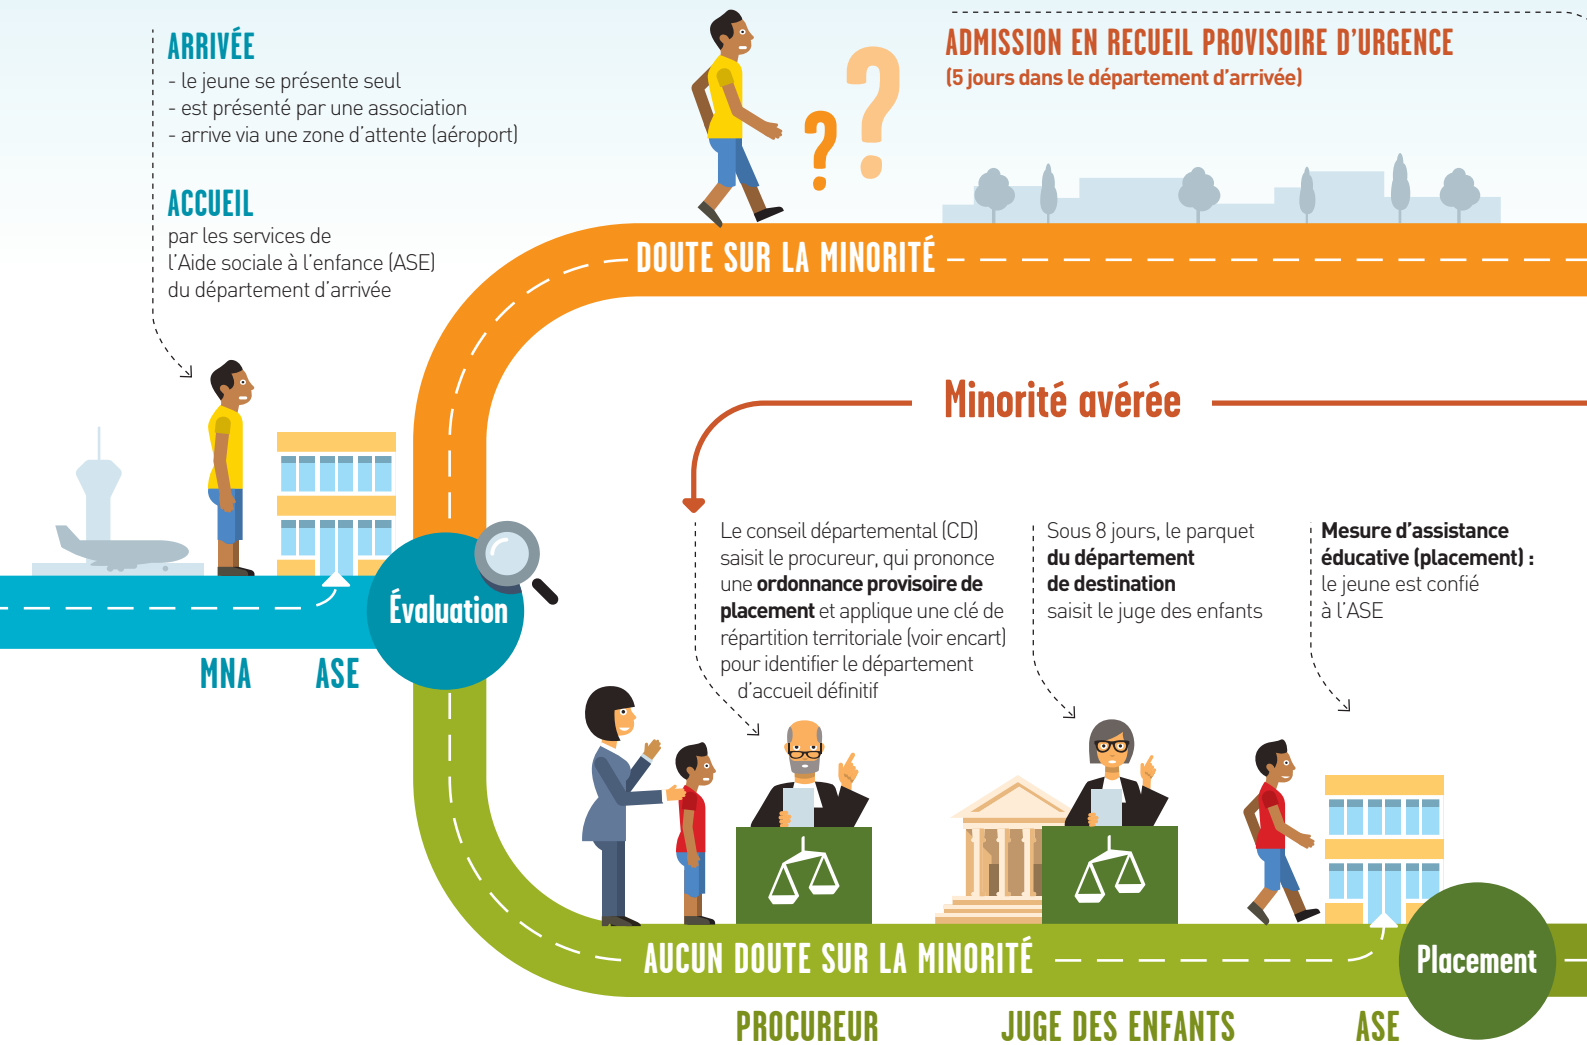 ARRIVÉE
- le jeune se présente seul
- est présenté par une association
- arrive via une zone d'attente (aéroport)
ACCUEIL
par les services de
l'Aide sociale à l'enfance (ASE)
du département d'arrivée
? ?
ADMISSION EN RECUEIL PROVISOIRE D'URGENCE
(5 jours dans le département d'arrivée)
DOUTE SUR LA MINORITÉ
Minorité avérée
Évaluation
MNA
ASE
Le conseil départemental (CD)
saisit le procureur, qui prononce
une ordonnance provisoire de
placement et applique une clé de
répartition territoriale (voir encart)
pour identifier le département
d'accueil définitif
Sous 8 jours, le parquet
du département
de destination
saisit le juge des enfants
Mesure d'assistance
éducative (placement) :
le jeune est confié
à l'ASE
AUCUN DOUTE SUR LA MINORITÉ
Placement
PROCUREUR
JUGE DES ENFANTS
ASE